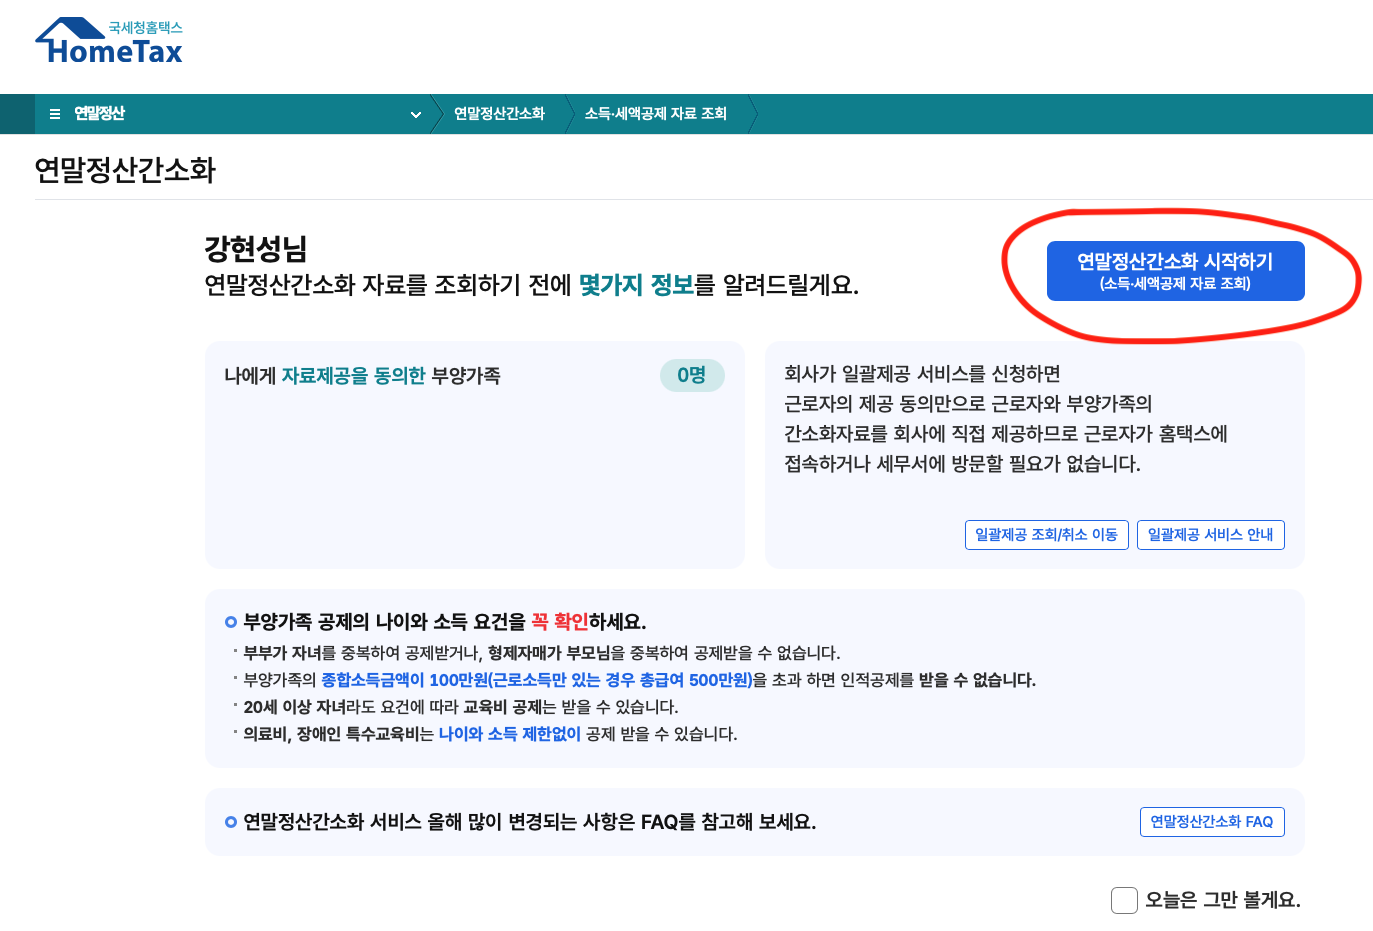 국세청홈택스
HomeTax
연말정산
연말정산간소화
소득·세액공제 자료 조회
연말정산간소화
강현성님
연말정산간소화 자료를 조회하기 전에 몇가지 정보를 알려드릴게요.
연말정산간소화 시작하기
(소득·세액공제 자료 조회)
나에게 자료제공을 동의한 부양가족
0명
회사가 일괄제공 서비스를 신청하면
근로자의 제공 동의만으로 근로자와 부양가족의
간소화자료를 회사에 직접 제공하므로 근로자가 홈택스에
접속하거나 세무서에 방문할 필요가 없습니다.
일괄제공 조회/취소 이동
일괄제공 서비스 안내
부양가족 공제의 나이와 소득 요건을 꼭 확인하세요.
부부가 자녀를 중복하여 공제받거나, 형제자매가 부모님을 중복하여 공제받을 수 없습니다.
부양가족의 종합소득금액이 100만원(근로소득만 있는 경우 총급여 500만원)을 초과 하면 인적공제를 받을 수 없습니다.
20세 이상 자녀라도 요건에 따라 교육비 공제는 받을 수 있습니다.
의료비, 장애인 특수교육비는 나이와 소득 제한없이 공제 받을 수 있습니다.
연말정산간소화 서비스 올해 많이 변경되는 사항은 FAQ를 참고해 보세요.
연말정산간소화 FAQ
오늘은 그만 볼게요.